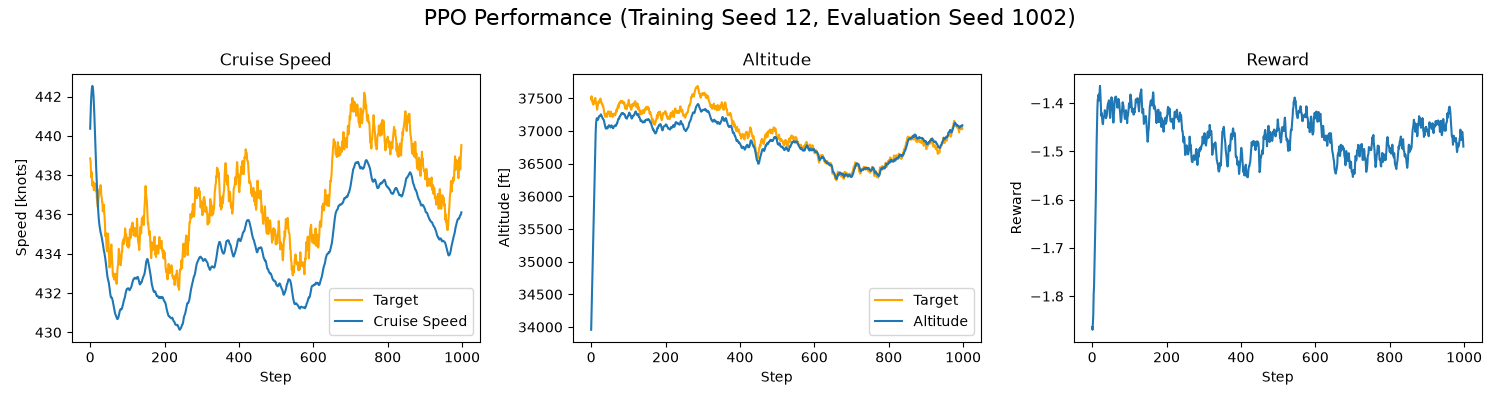 PPO Performance (Training Seed 12, Evaluation Seed 1002)
Cruise Speed
Speed [knots]
442
440
438
436
434
432
430
0
200
400
600
800
1000
Step
Target
Cruise Speed
Altitude
Altitude [ft]
37500
37000
36500
36000
35500
35000
34500
34000
0
200
400
600
800
1000
Step
Target
Altitude
Reward
Reward
−1.4
−1.5
−1.6
−1.7
−1.8
0
200
400
600
800
1000
Step